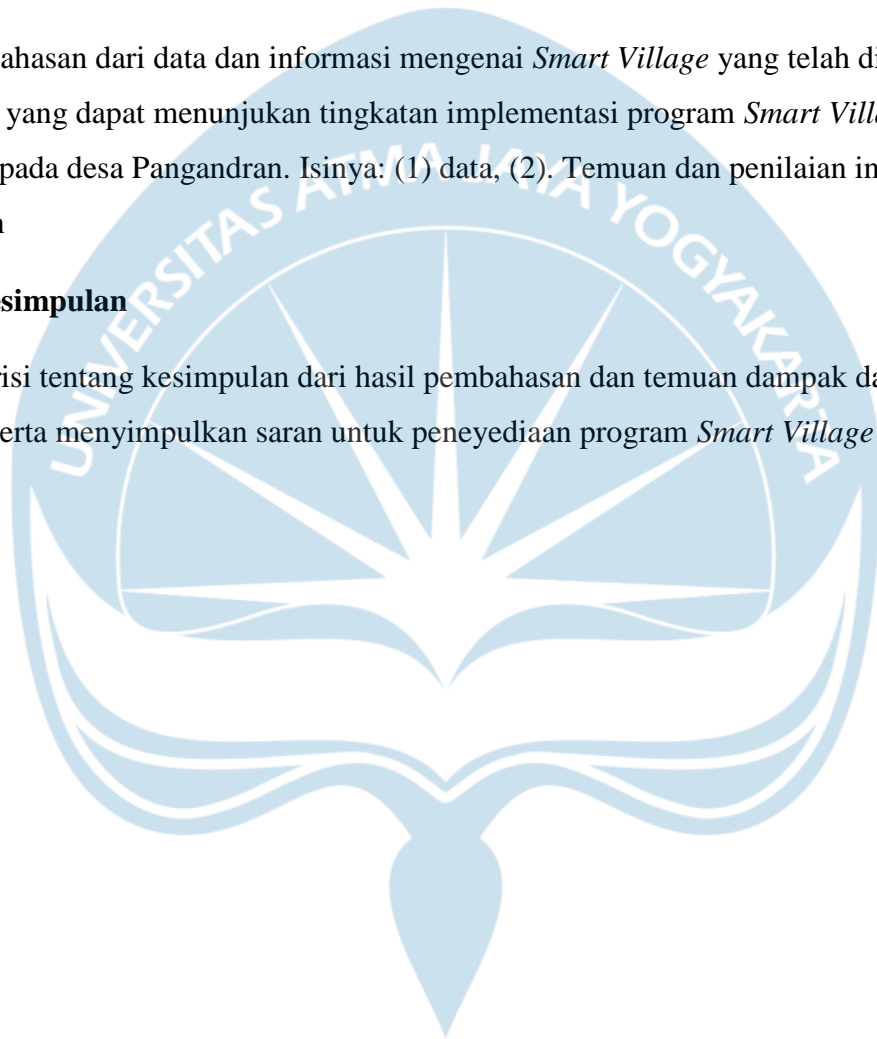 ahasan dari data dan informasi mengenai Smart Village yang telah di
yang dapat menunjukan tingkatan implementasi program Smart Villa
pada desa Pangandran. Isinya: (1) data, (2). Temuan dan penilaian in
esimpulan
risi tentang kesimpulan dari hasil pembahasan dan temuan dampak da
erta menyimpulkan saran untuk peneyediaan program Smart Village
UNIVERSITAS ATMA JAYA YOGYAKARTA